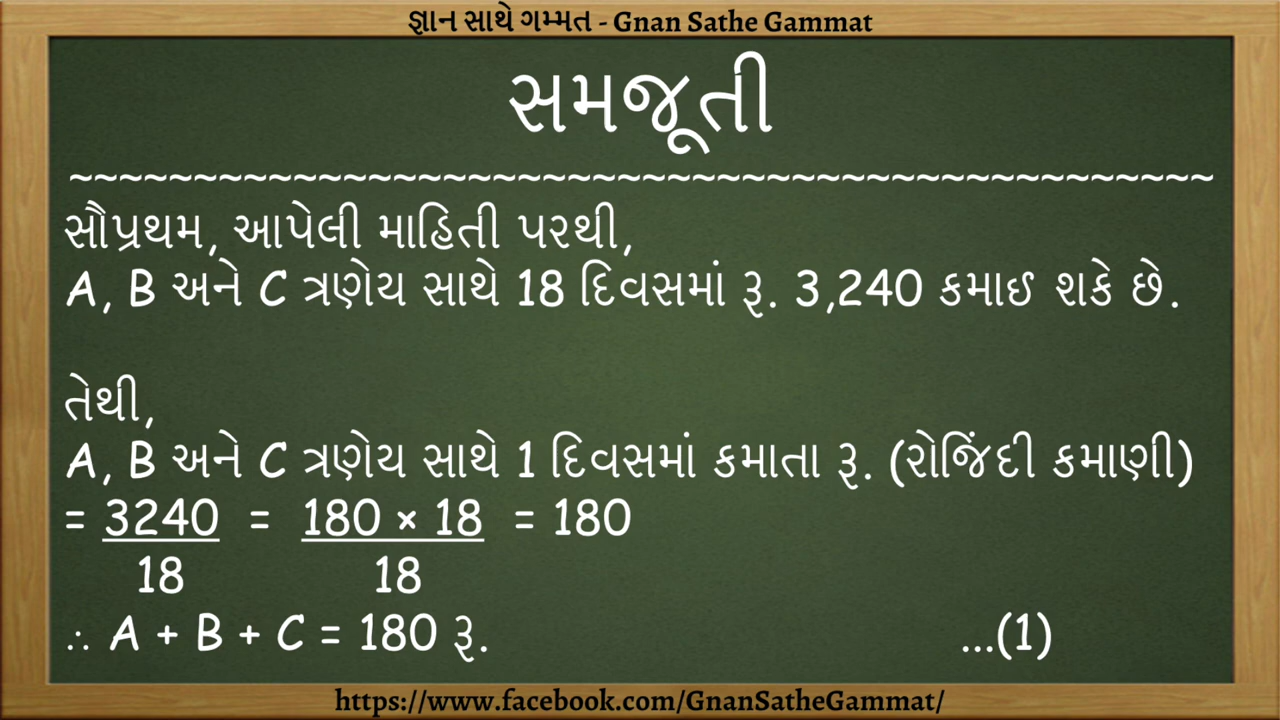 જ્ઞાન સાથે ગમ્મત - Gnan Sathe Gammat
સમજૂતી
~~~~~~~~~~~~~~~~~~~~~~~~~~~~~~~~~~~~~~~~~~~~~~
સૌપ્રથમ, આપેલી માહિતી પરથી,
A, B અને C ત્રણેય સાથે 18 દિવસમાં રૂ. 3,240 કમાઈ શકે છે.
તેથી,
A, B અને C ત્રણેય સાથે 1 દિવસમાં કમાતા રૂ. (રોજિંદી કમાણી)
= 3240 = 180 × 18 = 180
18 18
∴ A + B + C = 180 રૂ. ...(1)
https://www.facebook.com/GnanSatheGammat/